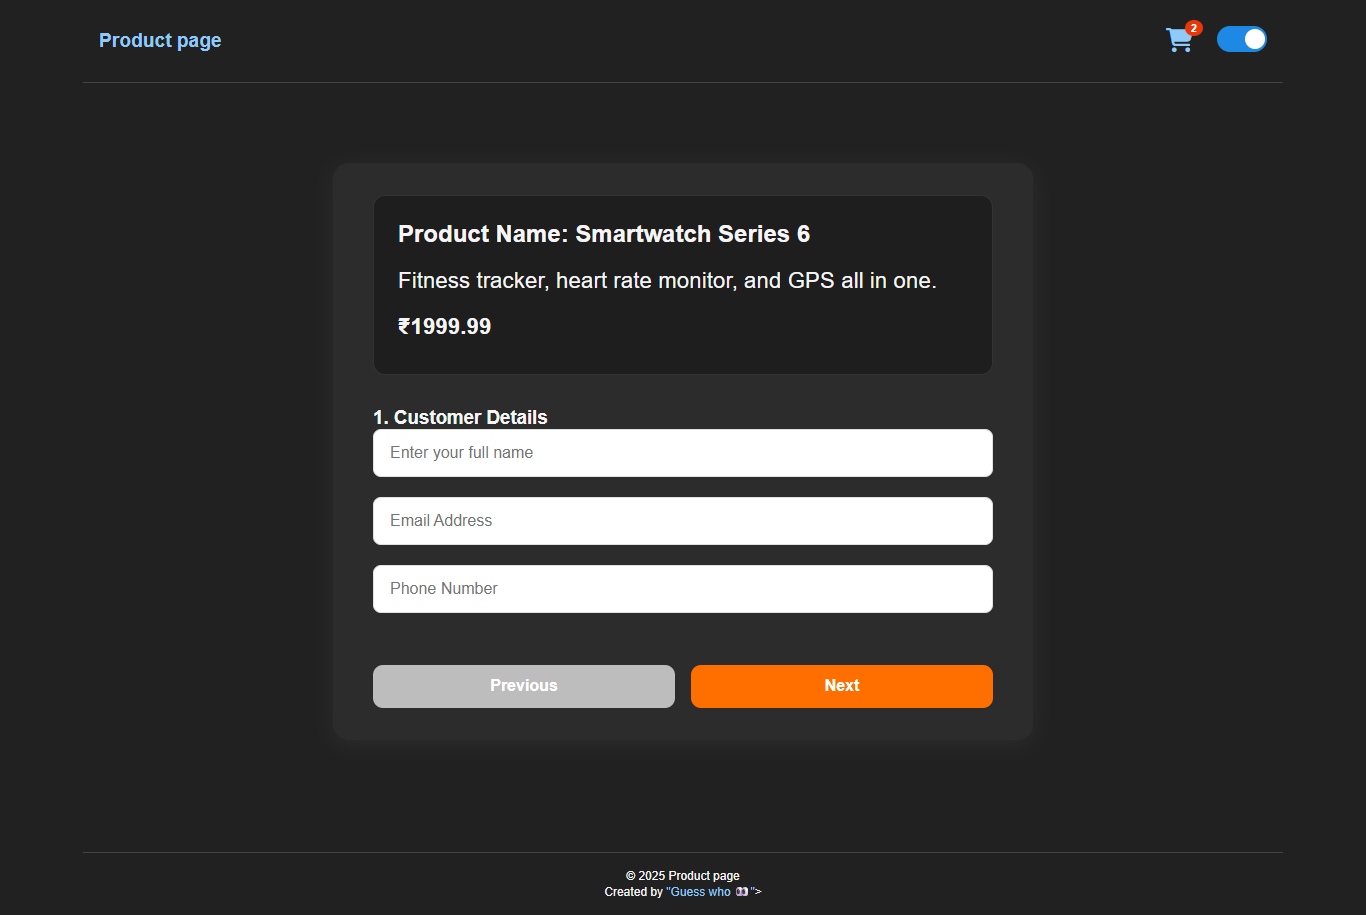 Product page
2
Product Name: Smartwatch Series 6
Fitness tracker, heart rate monitor, and GPS all in one.
₹1999.99
1. Customer Details
Enter your full name
Email Address
Phone Number
Previous
Next
© 2025 Product page
Created by "Guess who 👀">